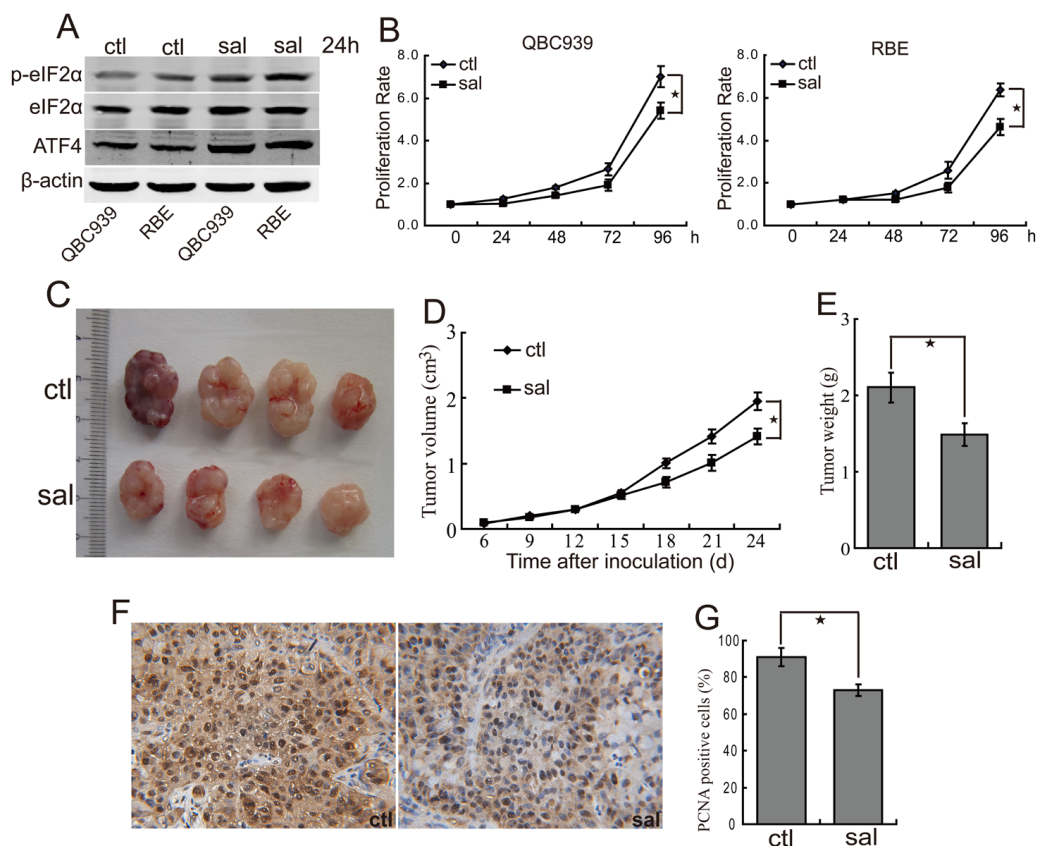 A
ctl ctl sal sal 24h
p-eIF2α
eIF2α
ATF4
β-actin
QBC939 RBE QBC939 RBE
B
QBC939
Proliferation Rate
8.0
6.0
4.0
2.0
1.0
ctl
sal
★
0 24 48 72 96 h
RBE
Proliferation Rate
8.0
6.0
4.0
2.0
1.0
ctl
sal
★
0 24 48 72 96 h
C
ctl
sal
D
Tumor volume (cm³)
3
2
1
0
ctl
sal
★
6 9 12 15 18 21 24
Time after inoculation (d)
E
Tumor weight (g)
3
2
1
0
★
ctl sal
F
ctl
sal
G
PCNA positive cells (%)
100
80
60
40
20
0
★
ctl sal